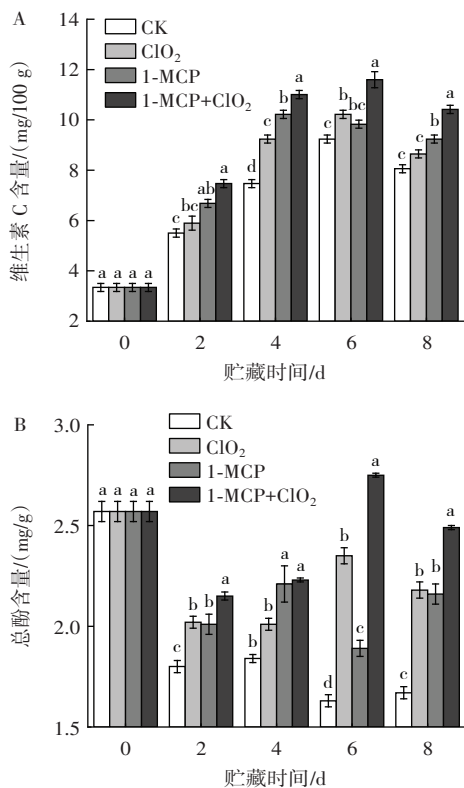 A
CK
ClO₂
1-MCP
1-MCP+ClO₂
维生素 C 含量/(mg/100 g)
14
12
10
8
6
4
2
a a a a
c bc ab a
d c b a
c b bc a
c c b a
0 2 4 6 8
贮藏时间/d
B
CK
ClO₂
1-MCP
1-MCP+ClO₂
总酚含量/(mg/g)
3.0
2.5
2.0
1.5
a a a a
c b b a
b b a a
d b c a
c b b a
0 2 4 6 8
贮藏时间/d